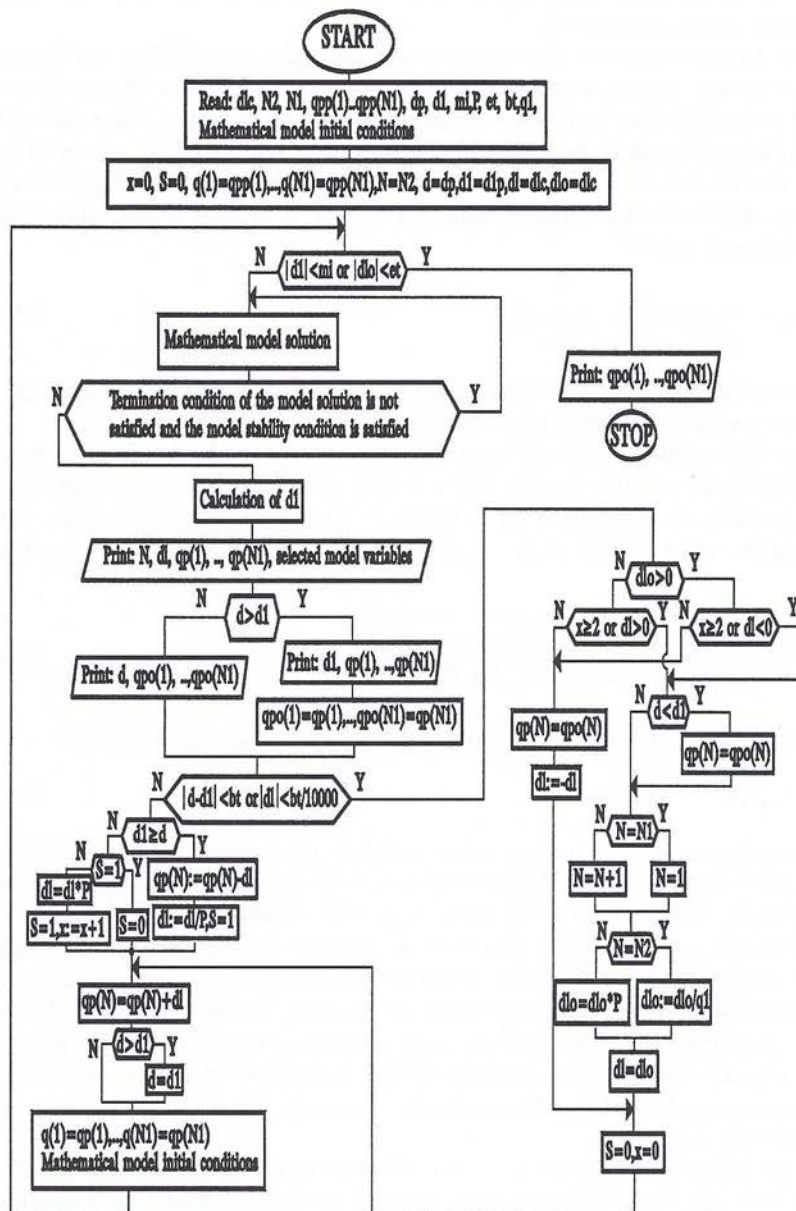 START
Read: dlc, N2, N1, qpp(1)..qpp(N1), dp, d1, mi,P, et, bt,q1,
Mathematical model initial conditions
x=0, S=0, q(1)=qpp(1),..,q(N1)=qpp(N1),N=N2, d=dp,d1=d1p,dl=dlc,dlo=dlc
N
|d1|<mi or |dlo|<et
Y
Mathematical model solution
Print: qpo(1), ..,qpo(N1)
STOP
N
Termination condition of the model solution is not
satisfied and the model stability condition is satisfied
Y
Calculation of d1
Print: N, dl, qp(1), .., qp(N1), selected model variables
N
d>d1
Y
Print: d, qpo(1), ..,qpo(N1)
Print: d1, qp(1), ..,qp(N1)
qpo(1)=qp(1),..,qpo(N1)=qp(N1)
N
|d-d1|<bt or |dl|<bt/10000
Y
N
d1≥d
Y
N
S=1
Y
qp(N):=qp(N)-dl
dl=dl*P
S=1,x:=x+1
S=0
dl:=dl/P,S=1
qp(N)=qp(N)+dl
N
d>d1
Y
d=d1
q(1)=qp(1),..,q(N1)=qp(N1)
Mathematical model initial conditions
N
dlo>0
Y
N
x≥2 or dl>0
Y
N
x≥2 or dl<0
Y
N
d<d1
Y
qp(N)=qpo(N)
qp(N)=qpo(N)
dl:=-dl
N
N=N1
Y
N=N+1
N=1
N
N=N2
Y
dlo=dlo*P
dlo:=dlo/q1
dl=dlo
S=0,x=0